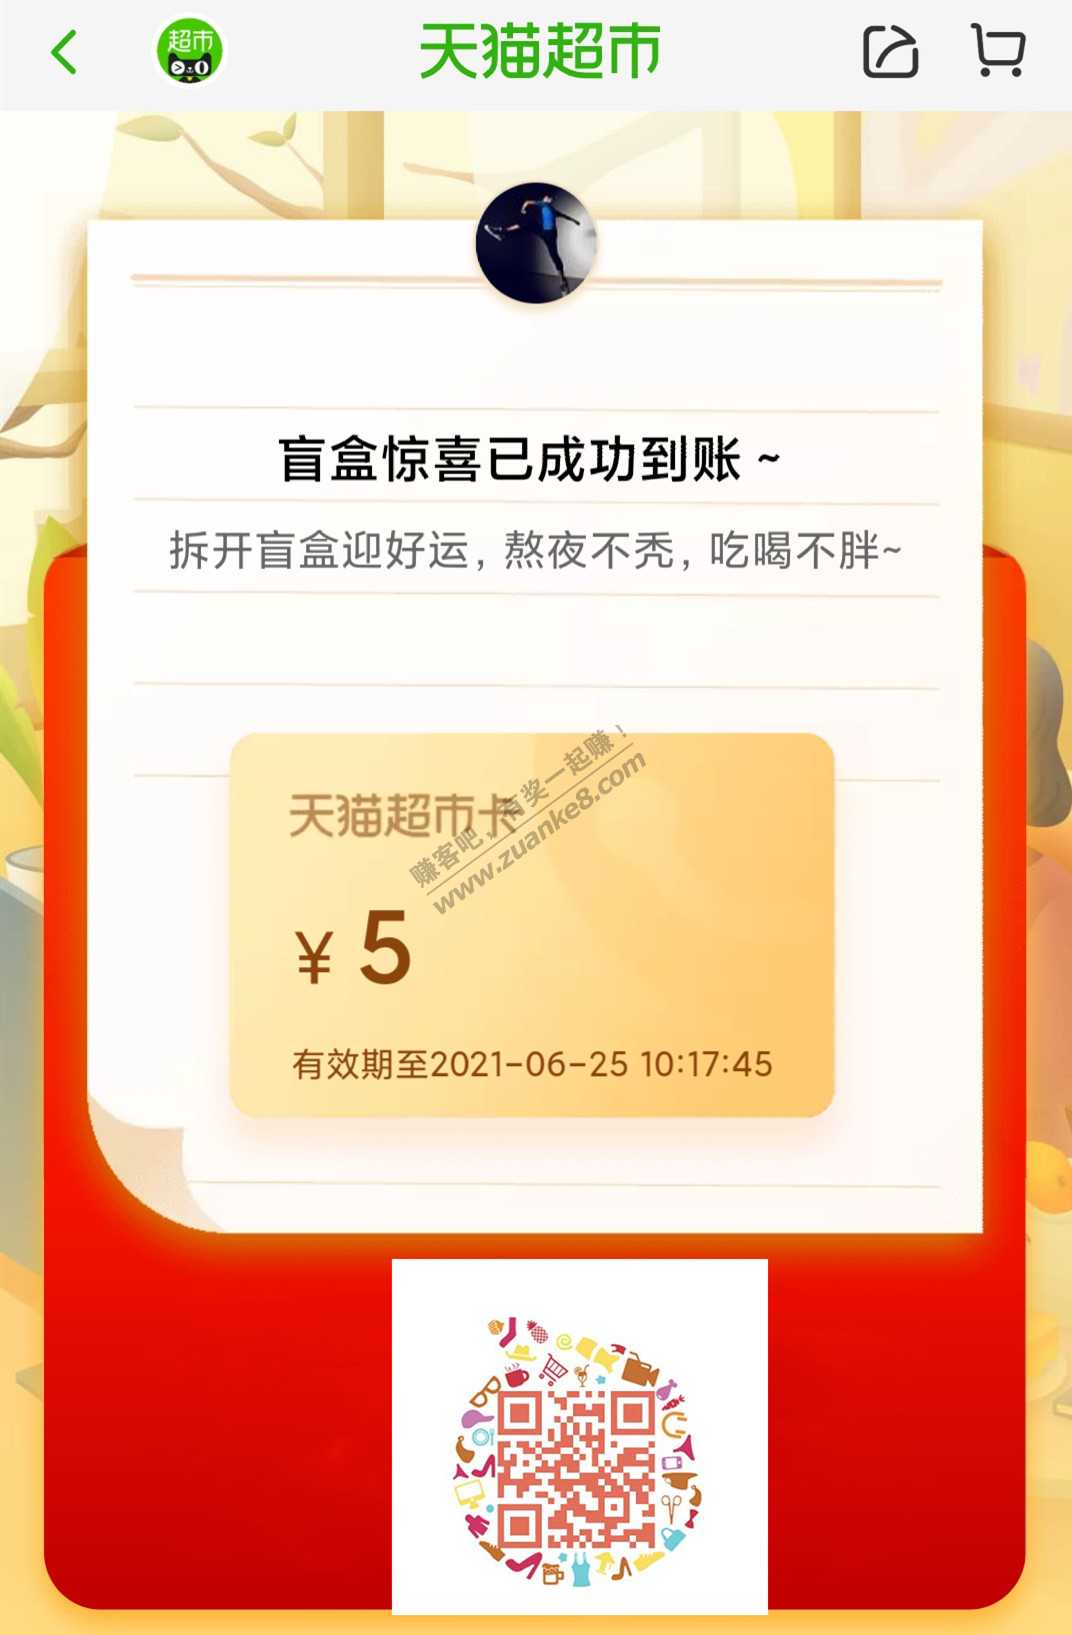 超市
天猫超市
盲盒惊喜已成功到账~
拆开盲盒迎好运，熬夜不秃，吃喝不胖~
天猫超市卡
赚客吧，有奖一起赚！
www.zuanke8.com
¥ 5
有效期至2021-06-25 10:17:45